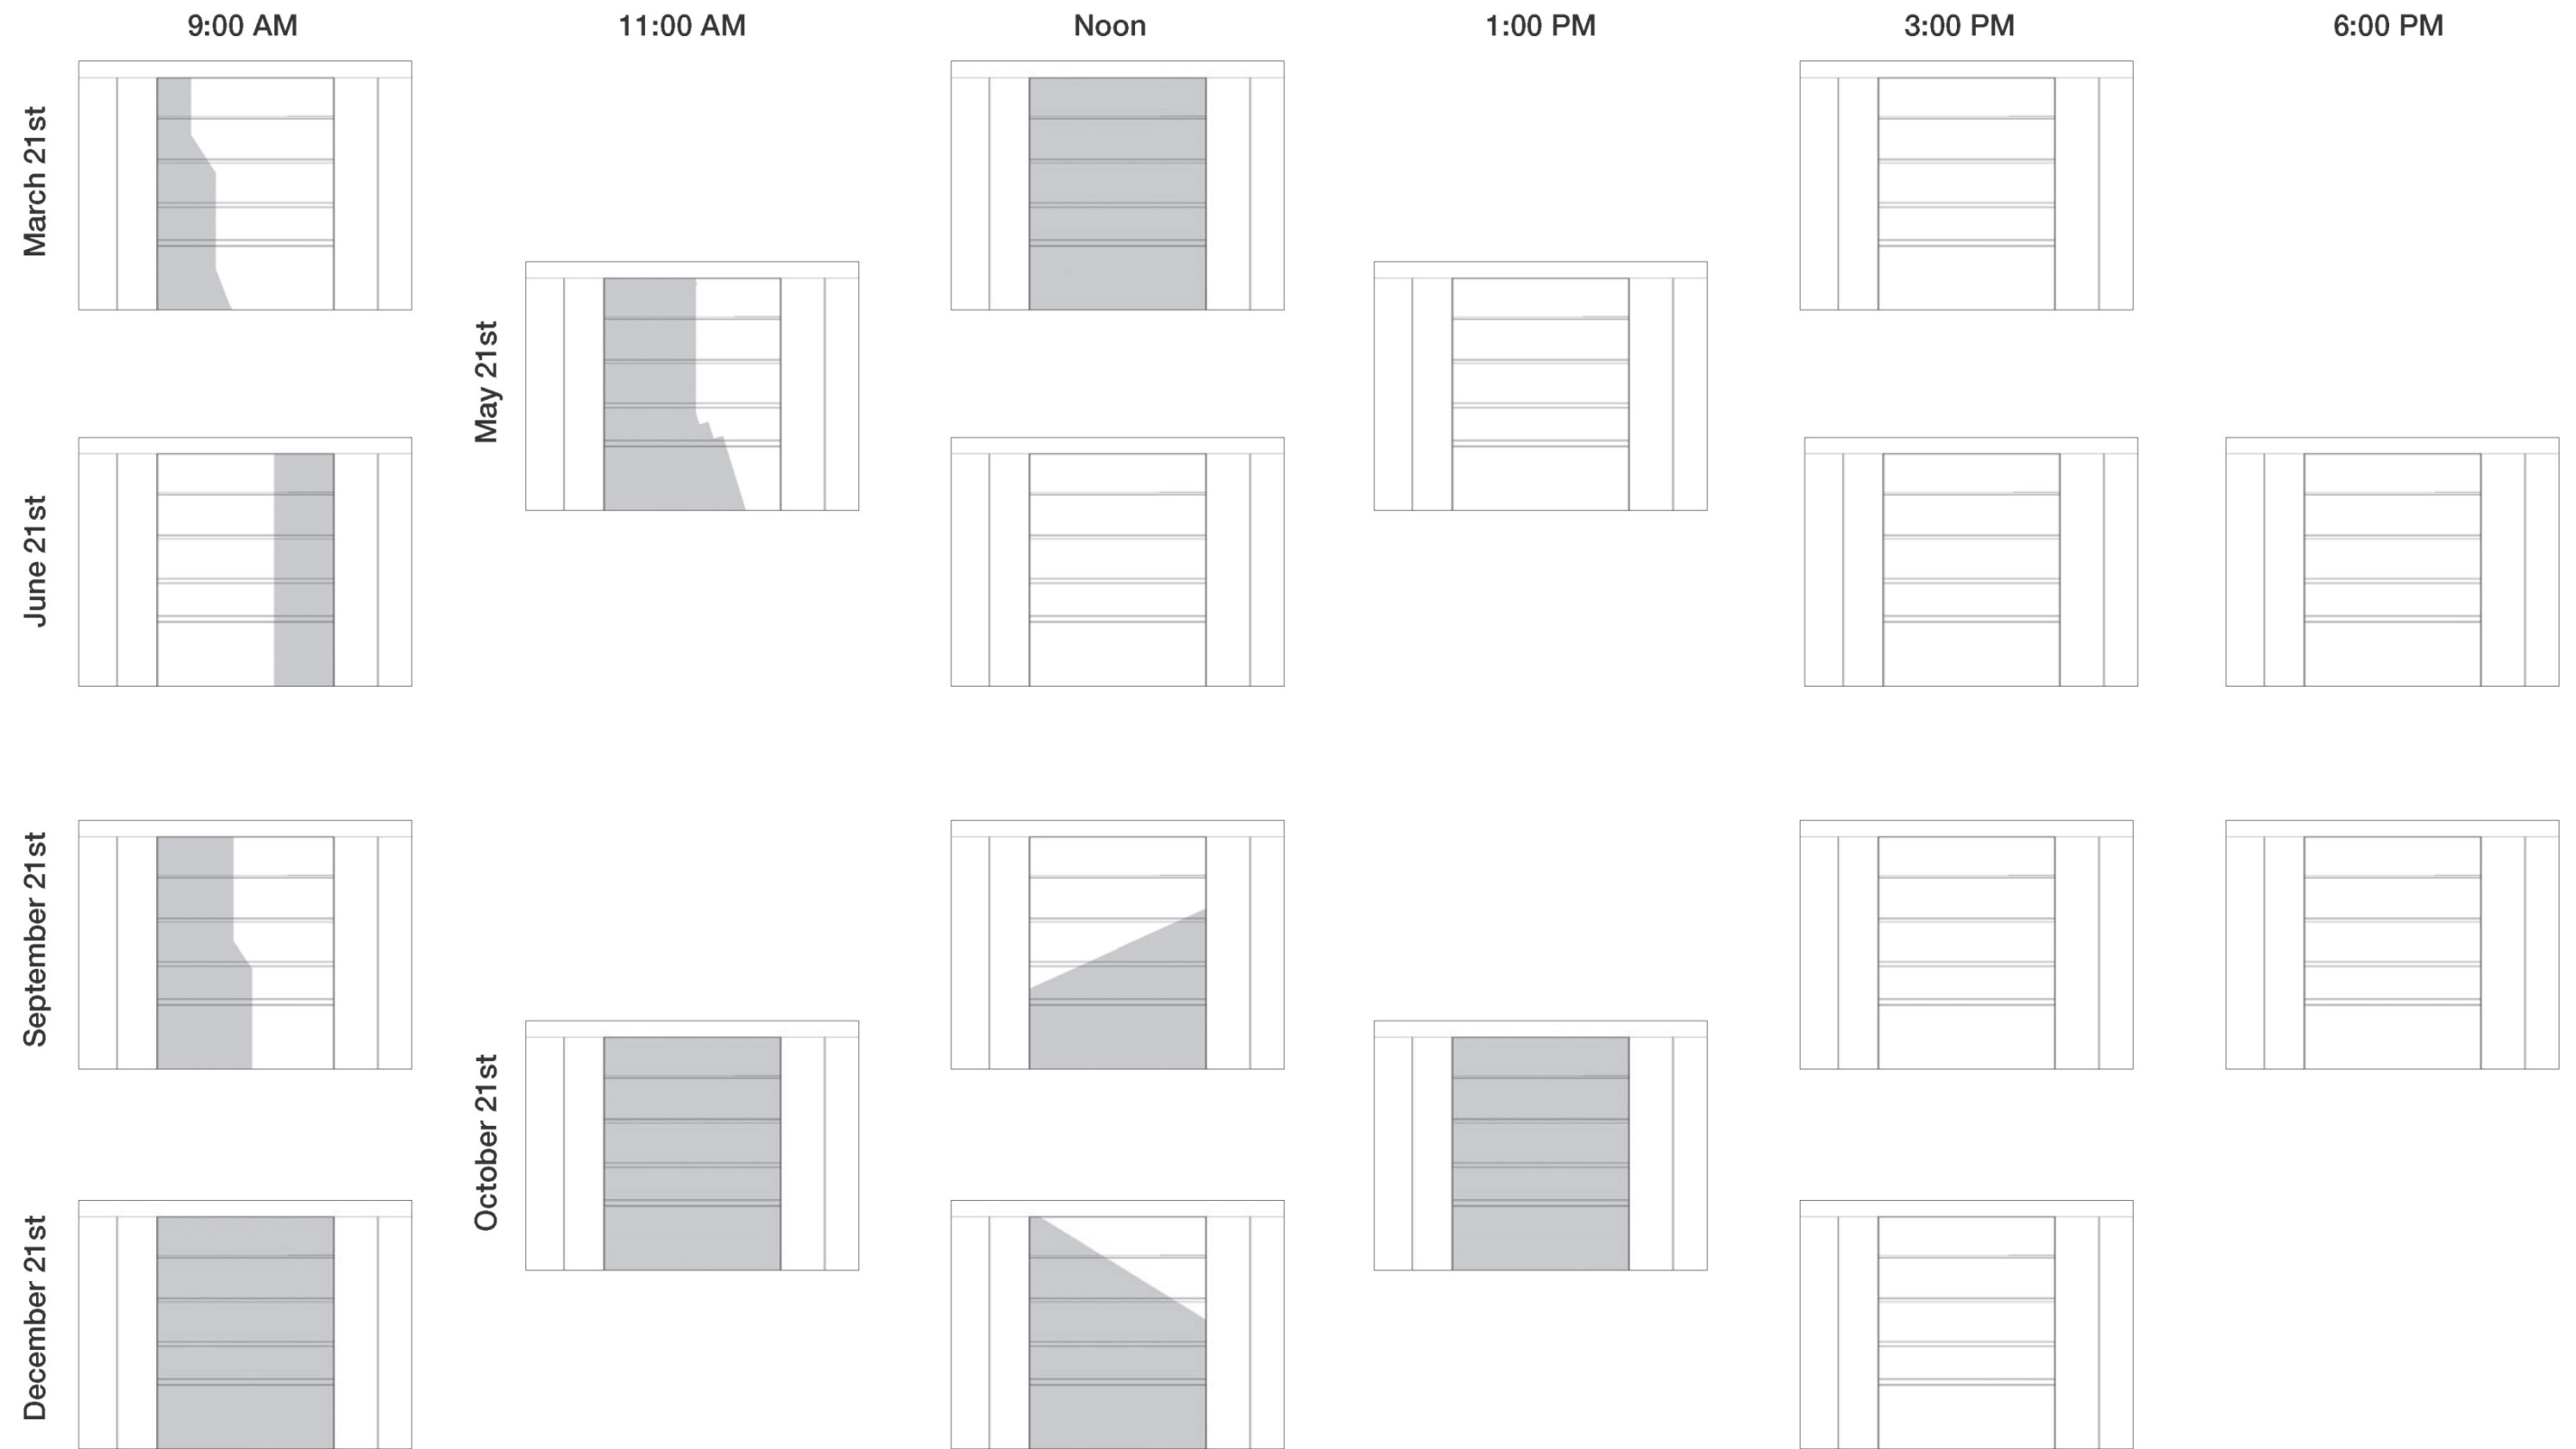 9:00 AM
11:00 AM
Noon
1:00 PM
3:00 PM
6:00 PM
March 21st
May 21st
June 21st
September 21st
October 21st
December 21st